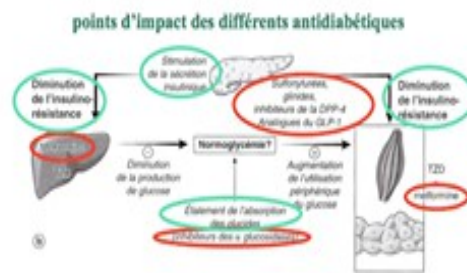 points d'impact des différents antidiabétiques
Stimulation
de la sécrétion
insulinique
Diminution
de l'insulino-
résistance
Sulfonylurées,
glinides,
inhibiteurs de la DPP-4
Analogues du GLP-1
Diminution
de l'insulino-
résistance
Normoglycémie?
Diminution
de la production
de glucose
Augmentation
de l'utilisation
périphérique
du glucose
TZD
metformine
Étalement de l'absorption
des glucides
(inhibiteurs des α glucosidases)